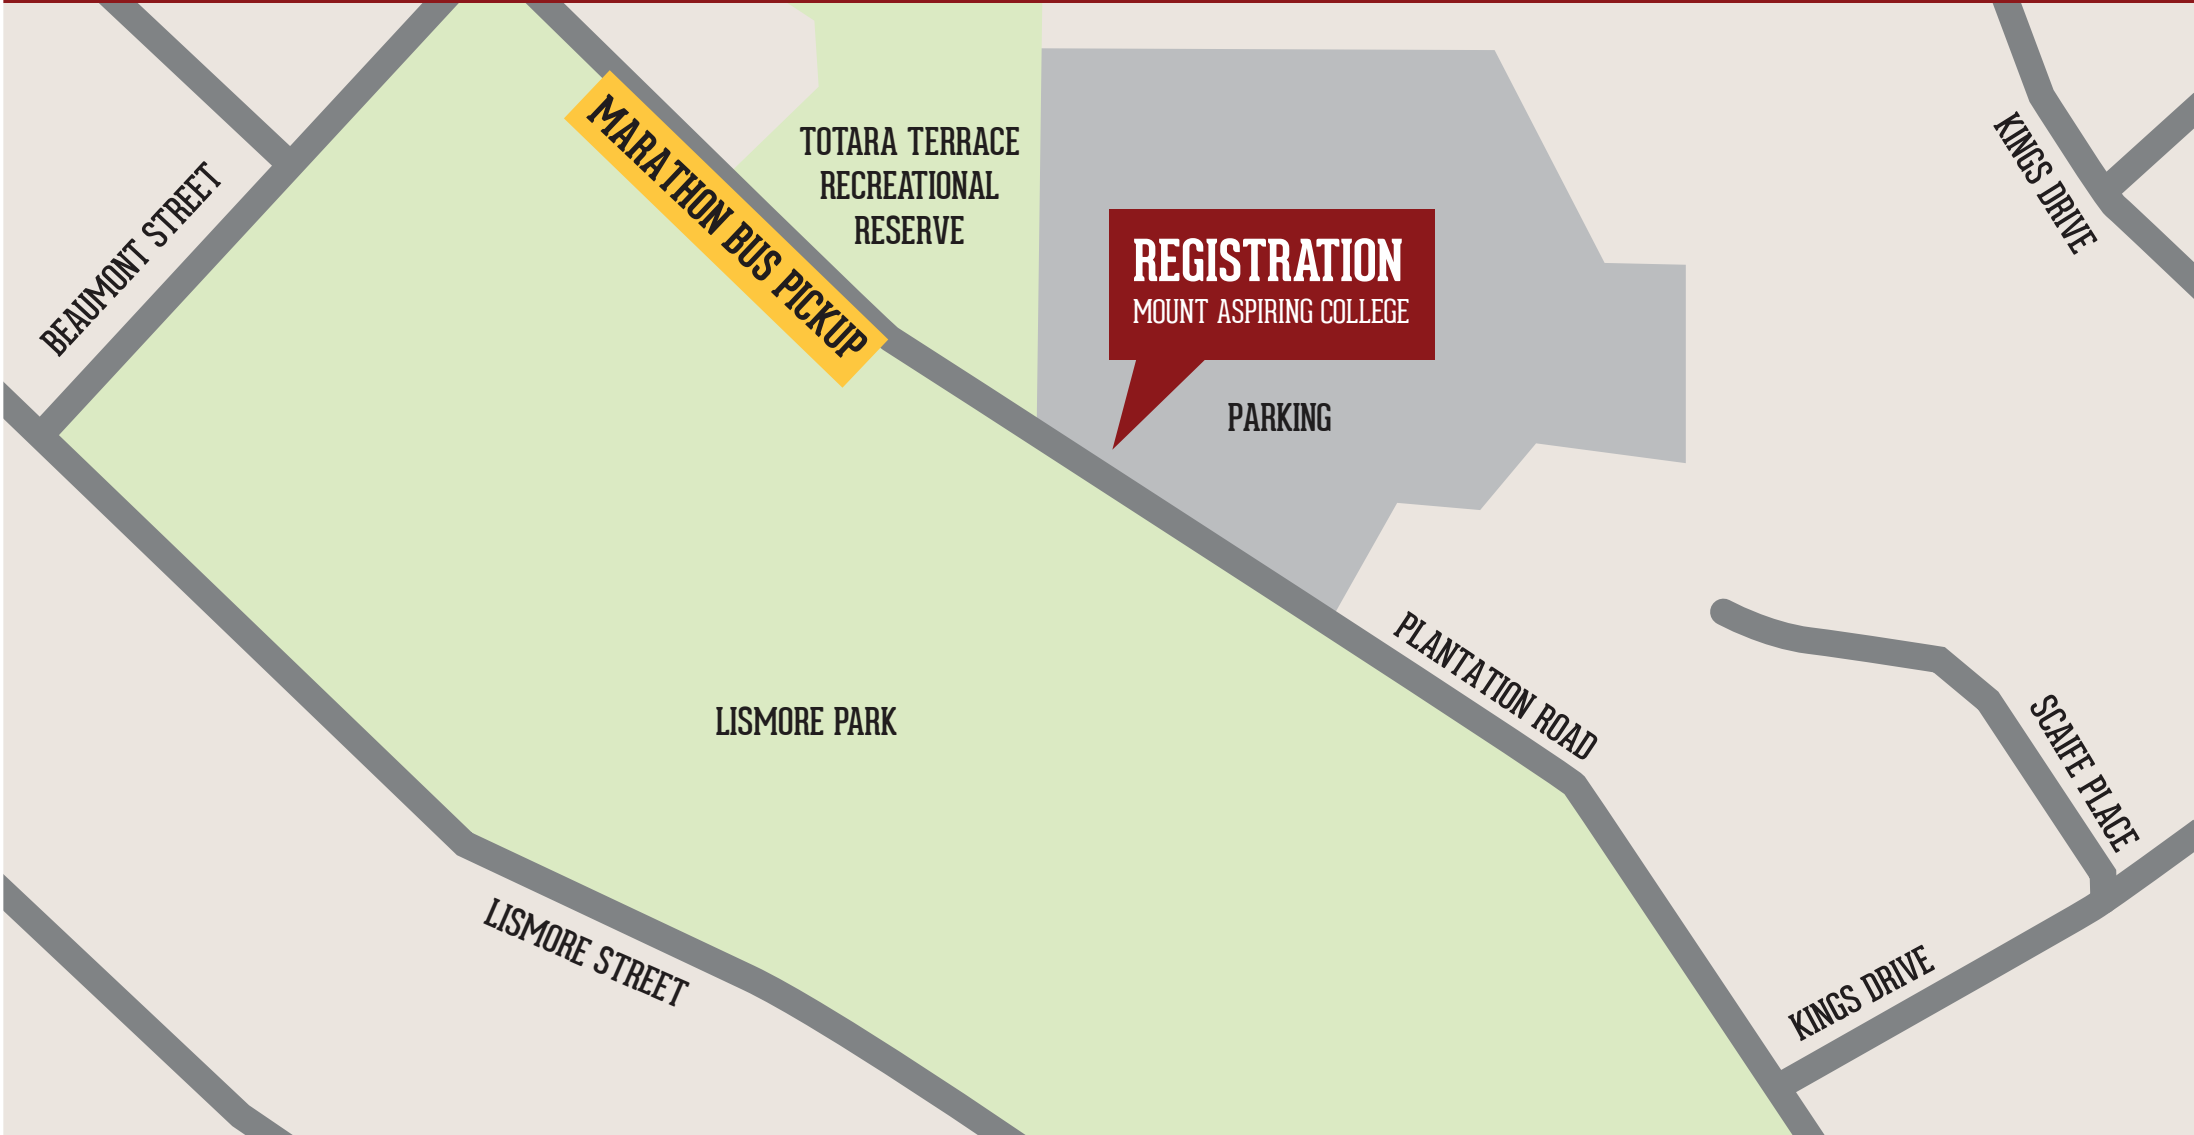 MARATHON BUS PICKUP
TOTARA TERRACE
RECREATIONAL
RESERVE
KINGS DRIVE
BEAUMONT STREET
REGISTRATION
MOUNT ASPIRING COLLEGE
PARKING
PLANTATION ROAD
LISMORE PARK
SCAIFE PLACE
LISMORE STREET
KINGS DRIVE